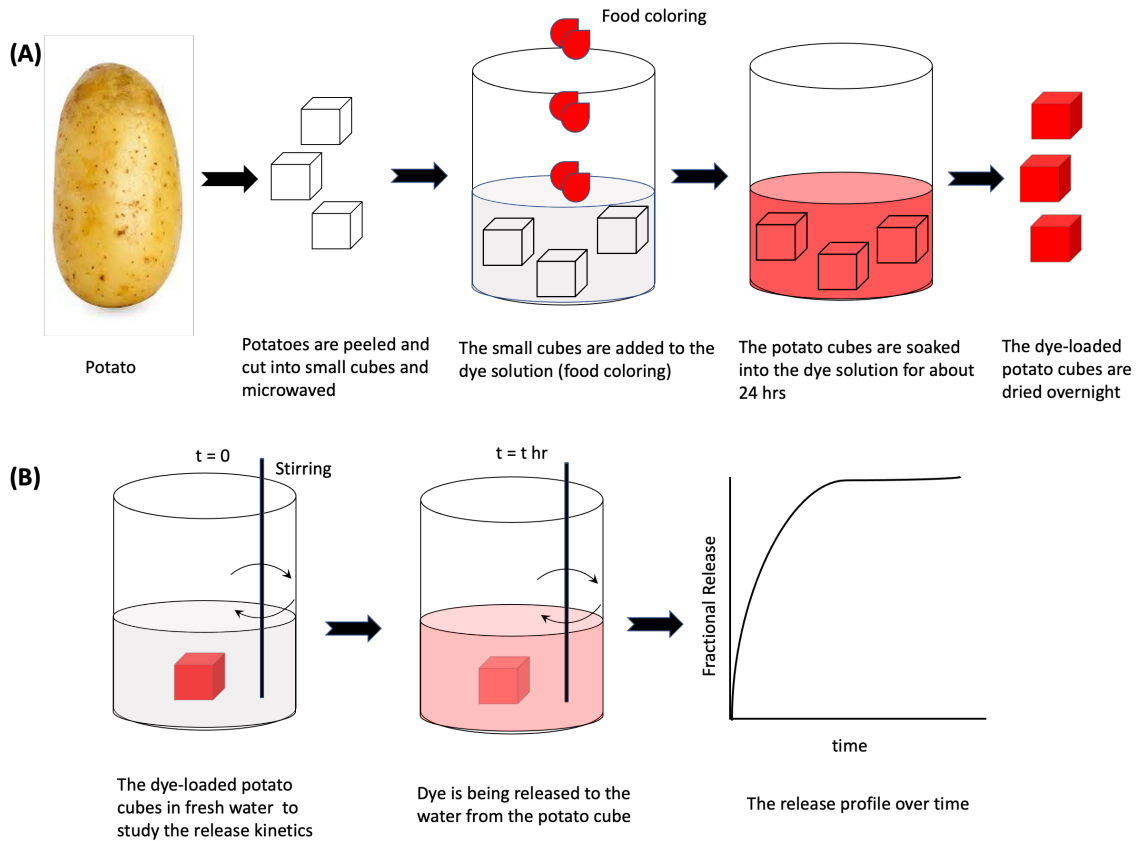 (A)
Food coloring
Potato
Potatoes are peeled and
cut into small cubes and
microwaved
The small cubes are added to the
dye solution (food coloring)
The potato cubes are soaked
into the dye solution for about
24 hrs
The dye-loaded
potato cubes are
dried overnight
(B)
t = 0
Stirring
t = t hr
Fractional Release
time
The dye-loaded potato
cubes in fresh water  to
study the release kinetics
Dye is being released to the
water from the potato cube
The release profile over time